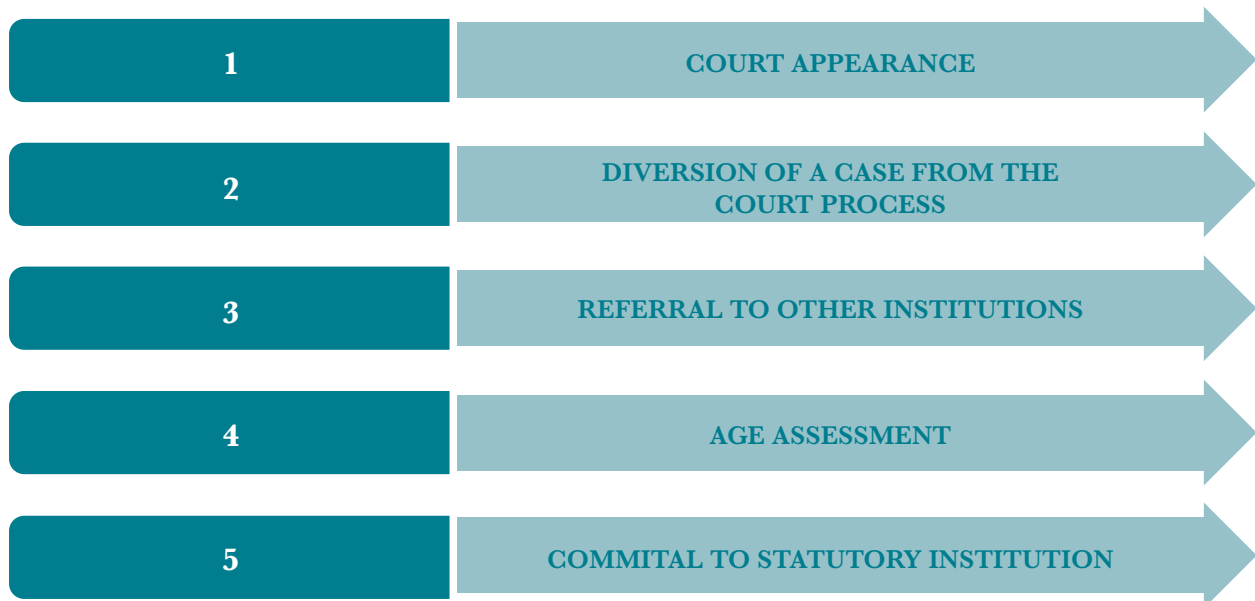 1
COURT APPEARANCE
2
DIVERSION OF A CASE FROM THE
COURT PROCESS
3
REFERRAL TO OTHER INSTITUTIONS
4
AGE ASSESSMENT
5
COMMITAL TO STATUTORY INSTITUTION